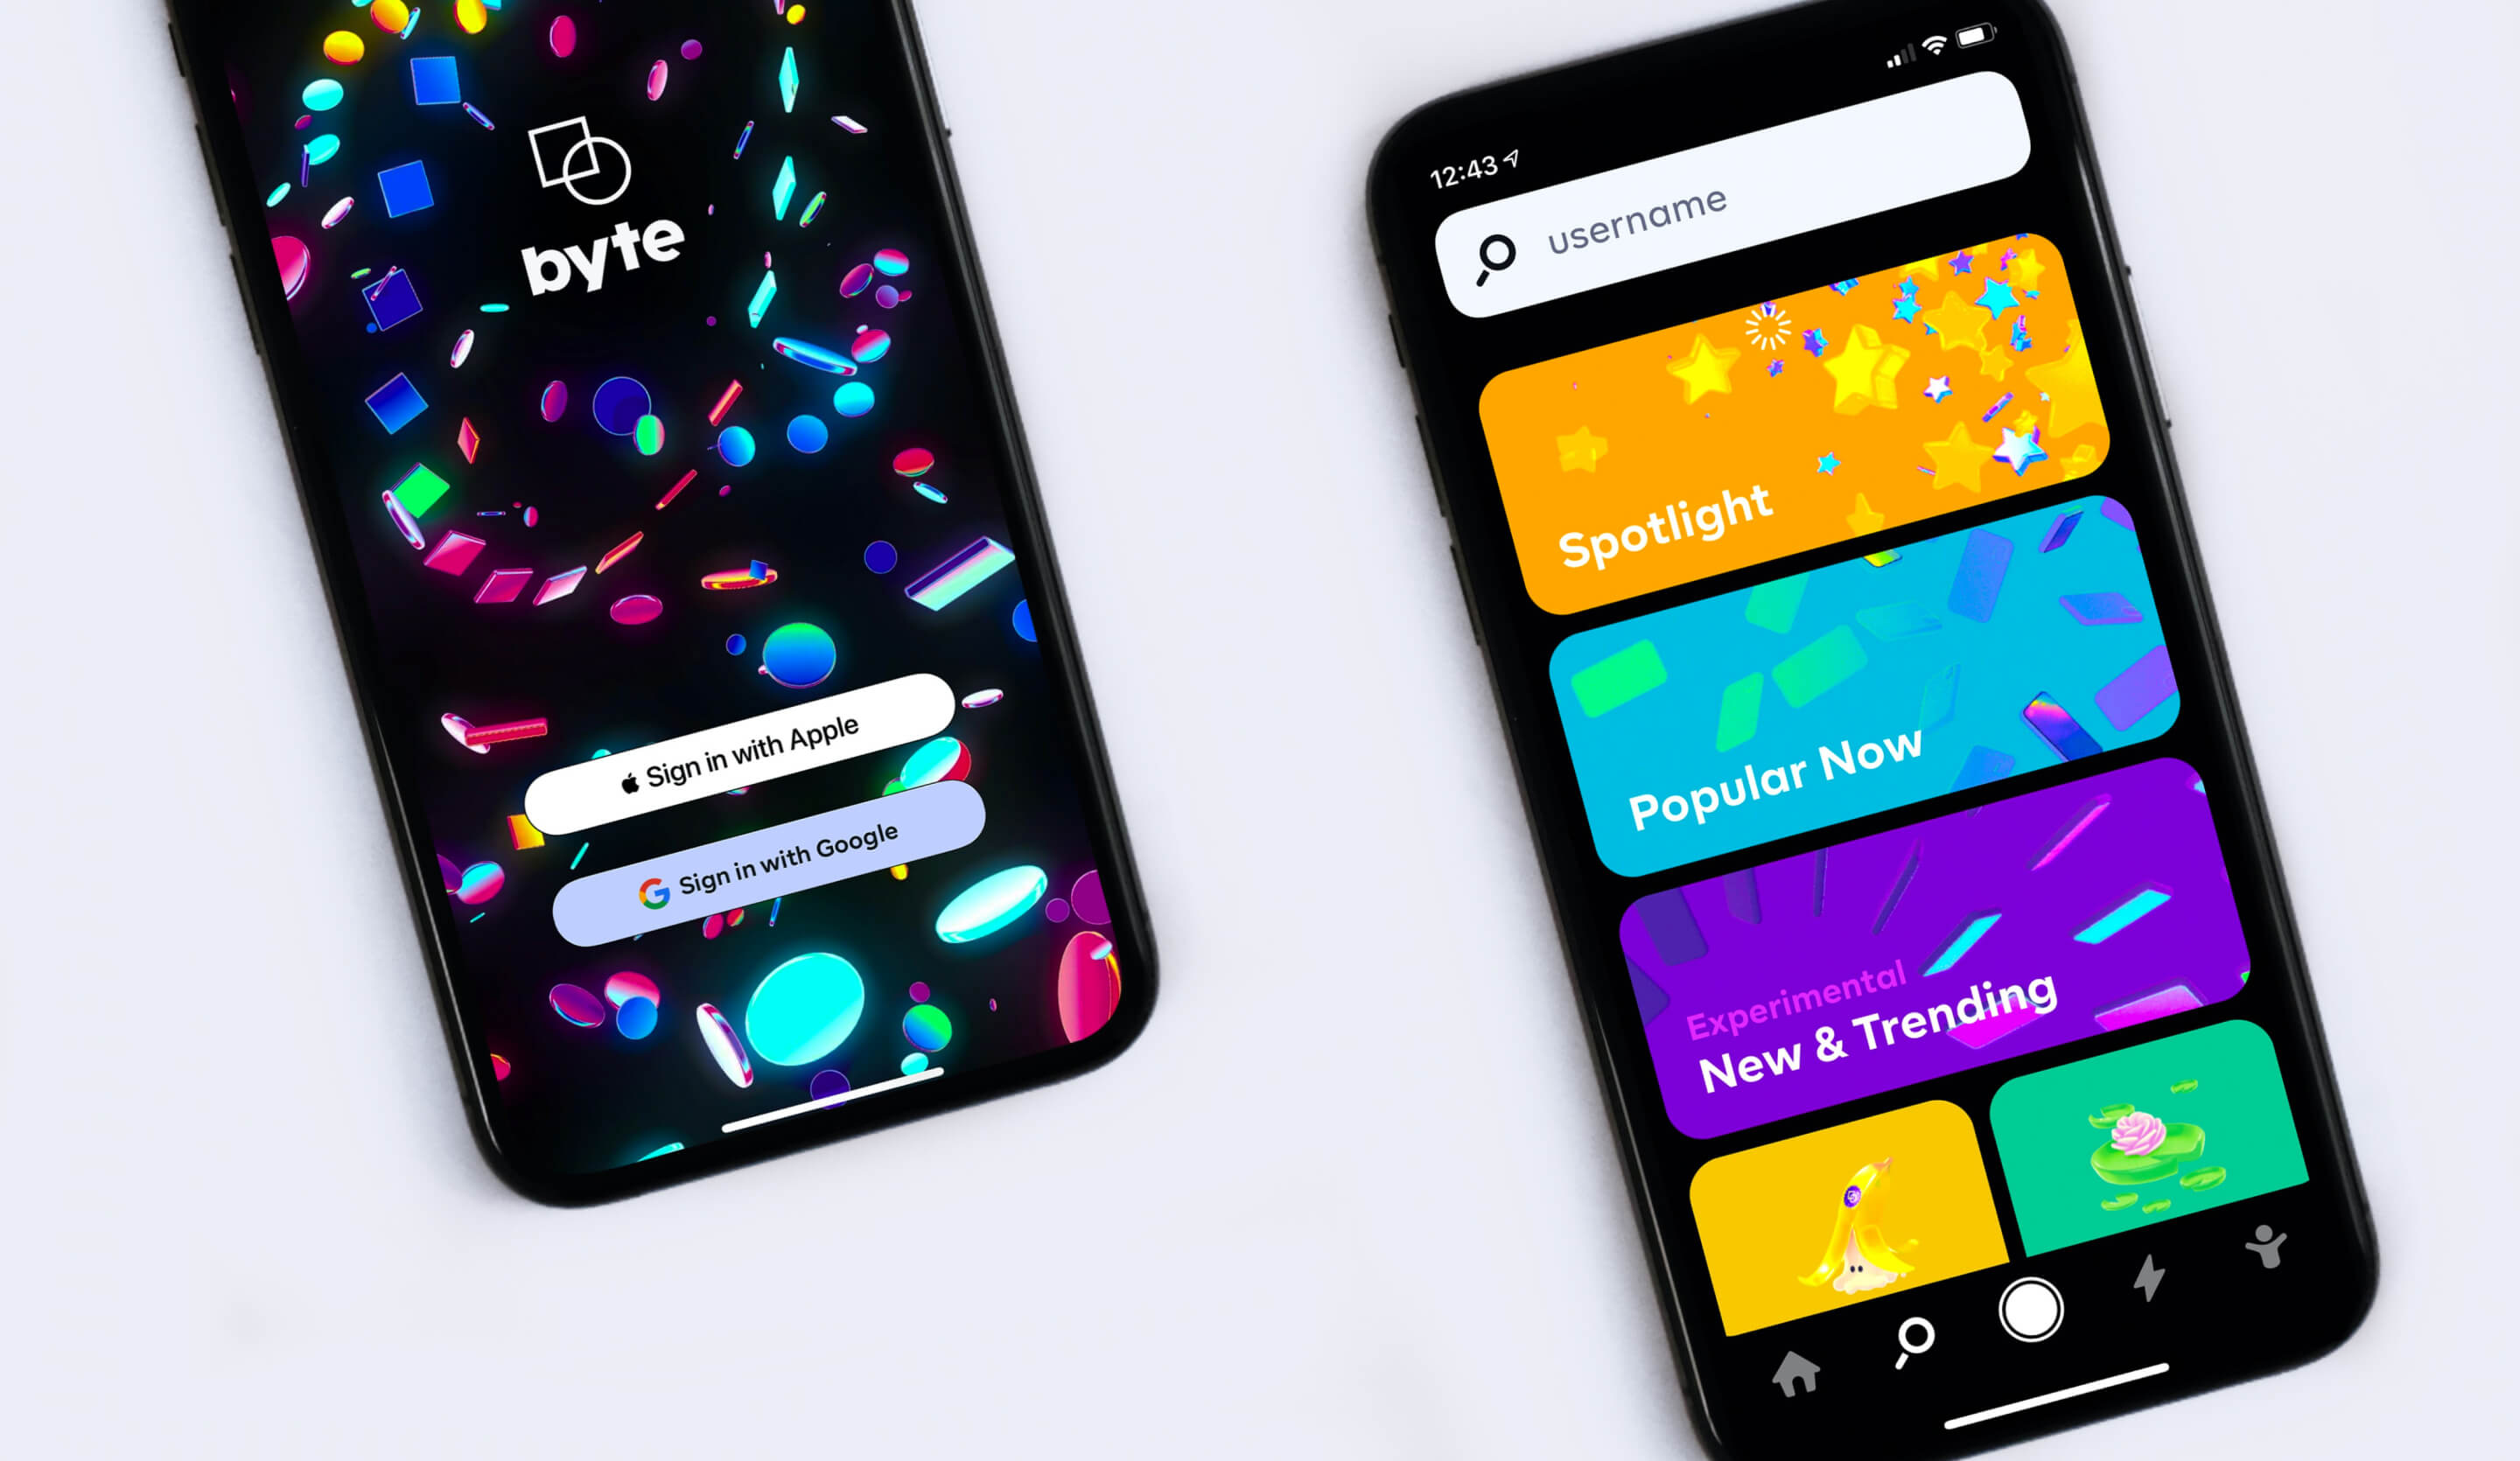 byte
Sign in with Apple
Sign in with Google
12:43
username
Spotlight
Popular Now
Experimental
New & Trending